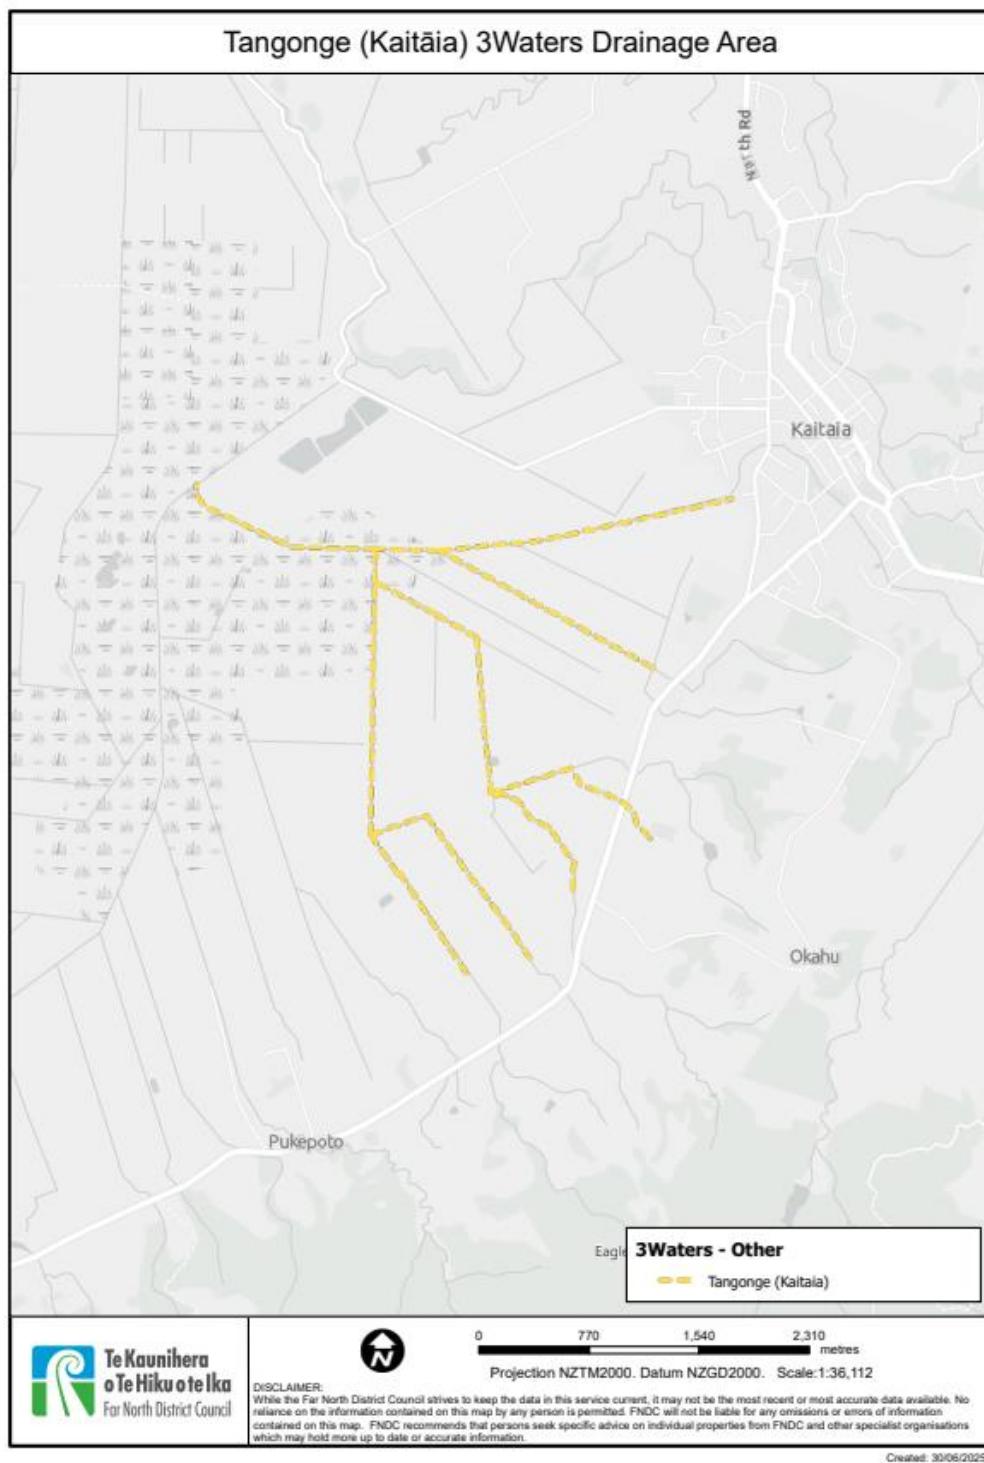 Tangonge (Kaitāia) 3Waters Drainage Area
North Rd
Kaitaia
Okahu
Pukepoto
Eagle
3Waters - Other
Tangonge (Kaitaia)
Te Kaunihera
o Te Hiku o te Ika
Far North District Council
N
0 770 1,540 2,310
metres
Projection NZTM2000. Datum NZGD2000. Scale:1:36,112
DISCLAIMER:
While the Far North District Council strives to keep the data in this service current, it may not be the most recent or most accurate data available. No
reliance on the information contained on this map by any person is permitted. FNDC will not be liable for any omissions or errors of information
contained on this map. FNDC recommends that persons seek specific advice on individual properties from FNDC and other specialist organisations
which may hold more up to date or accurate information.
Created: 30/06/2025